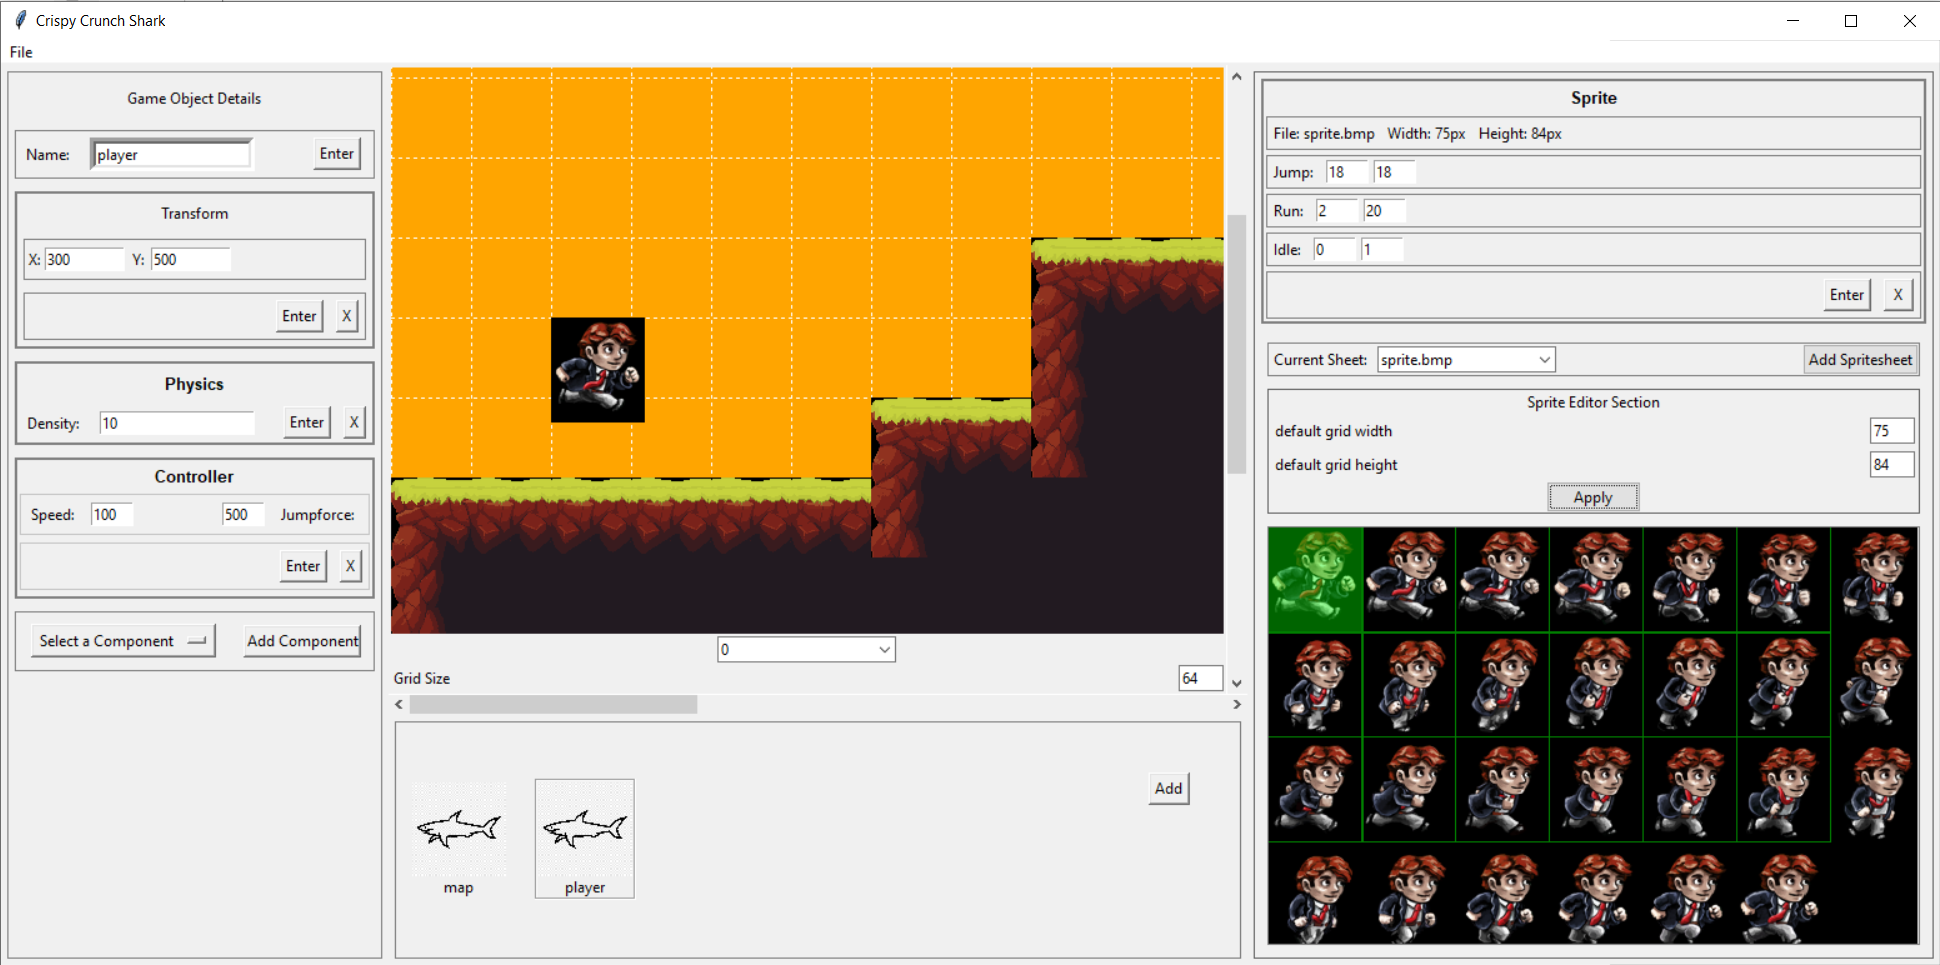 Crispy Crunch Shark
File
Game Object Details
Name: player Enter
Transform
X: 300 Y: 500
Enter X
Physics
Density: 10 Enter X
Controller
Speed: 100 500 Jumpforce:
Enter X
Select a Component Add Component
0
Grid Size 64
Add
map player
Sprite
File: sprite.bmp Width: 75px Height: 84px
Jump: 18 18
Run: 2 20
Idle: 0 1
Enter X
Current Sheet: sprite.bmp Add Spritesheet
Sprite Editor Section
default grid width 75
default grid height 84
Apply